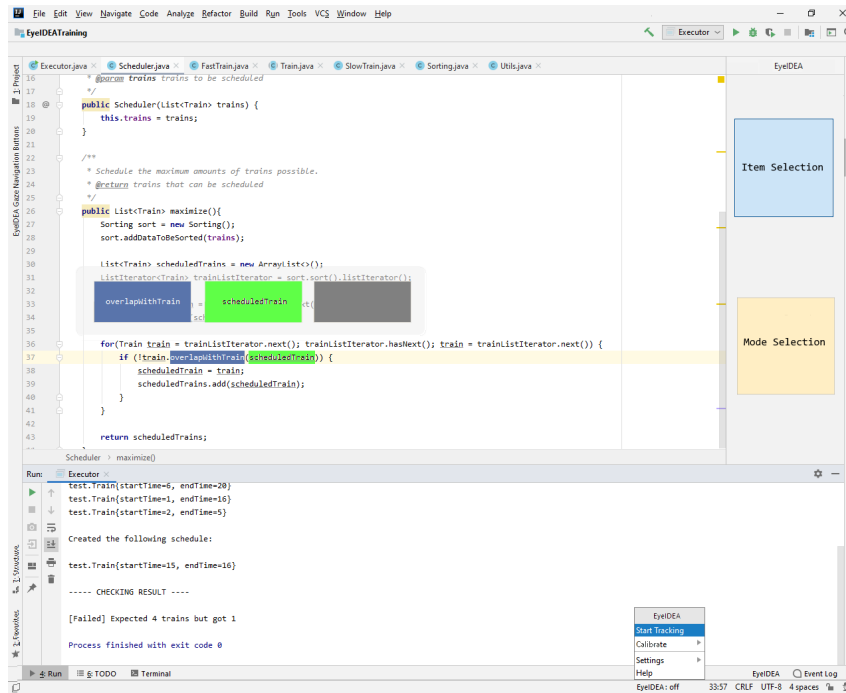 File Edit View Navigate Code Analyze Refactor Build Run Tools VCS Window Help
EyeIDEATraining
Executor
Executor.java
Scheduler.java
FastTrain.java
Train.java
SlowTrain.java
Sorting.java
Utils.java
EyeIDEA
1: Project
EyeIDEA Gaze Navigation Buttons
16 * @param trains trains to be scheduled
17 */
18 @ public Scheduler(List<Train> trains) {
19 this.trains = trains;
20 }
21
22 /**
23 * Schedule the maximum amounts of trains possible.
24 * @return trains that can be scheduled
25 */
26 public List<Train> maximize(){
27 Sorting sort = new Sorting();
28 sort.addDataToBeSorted(trains);
29
30 List<Train> scheduledTrains = new ArrayList<>();
31 ListIterator<Train> trainListIterator = sort.sort().listIterator();
32
overlapWithTrain
scheduledTrain
33
34
35
36 for(Train train = trainListIterator.next(); trainListIterator.hasNext(); train = trainListIterator.next()) {
37 if (!train.overlapWithTrain(scheduledTrain)) {
38 scheduledTrain = train;
39 scheduledTrains.add(scheduledTrain);
40 }
41 }
42
43 return scheduledTrains;
Item Selection
Mode Selection
Scheduler › maximize()
Run: Executor
test.Train{startTime=6, endTime=20}
test.Train{startTime=1, endTime=16}
test.Train{startTime=2, endTime=5}
Created the following schedule:
test.Train{startTime=15, endTime=16}
----- CHECKING RESULT ----
[Failed] Expected 4 trains but got 1
Process finished with exit code 0
Z: Structure
2: Favorites
EyeIDEA
Start Tracking
Calibrate
Settings
Help
4: Run 6: TODO Terminal
EyeIDEA Event Log
EyeIDEA: off 33:57 CRLF UTF-8 4 spaces